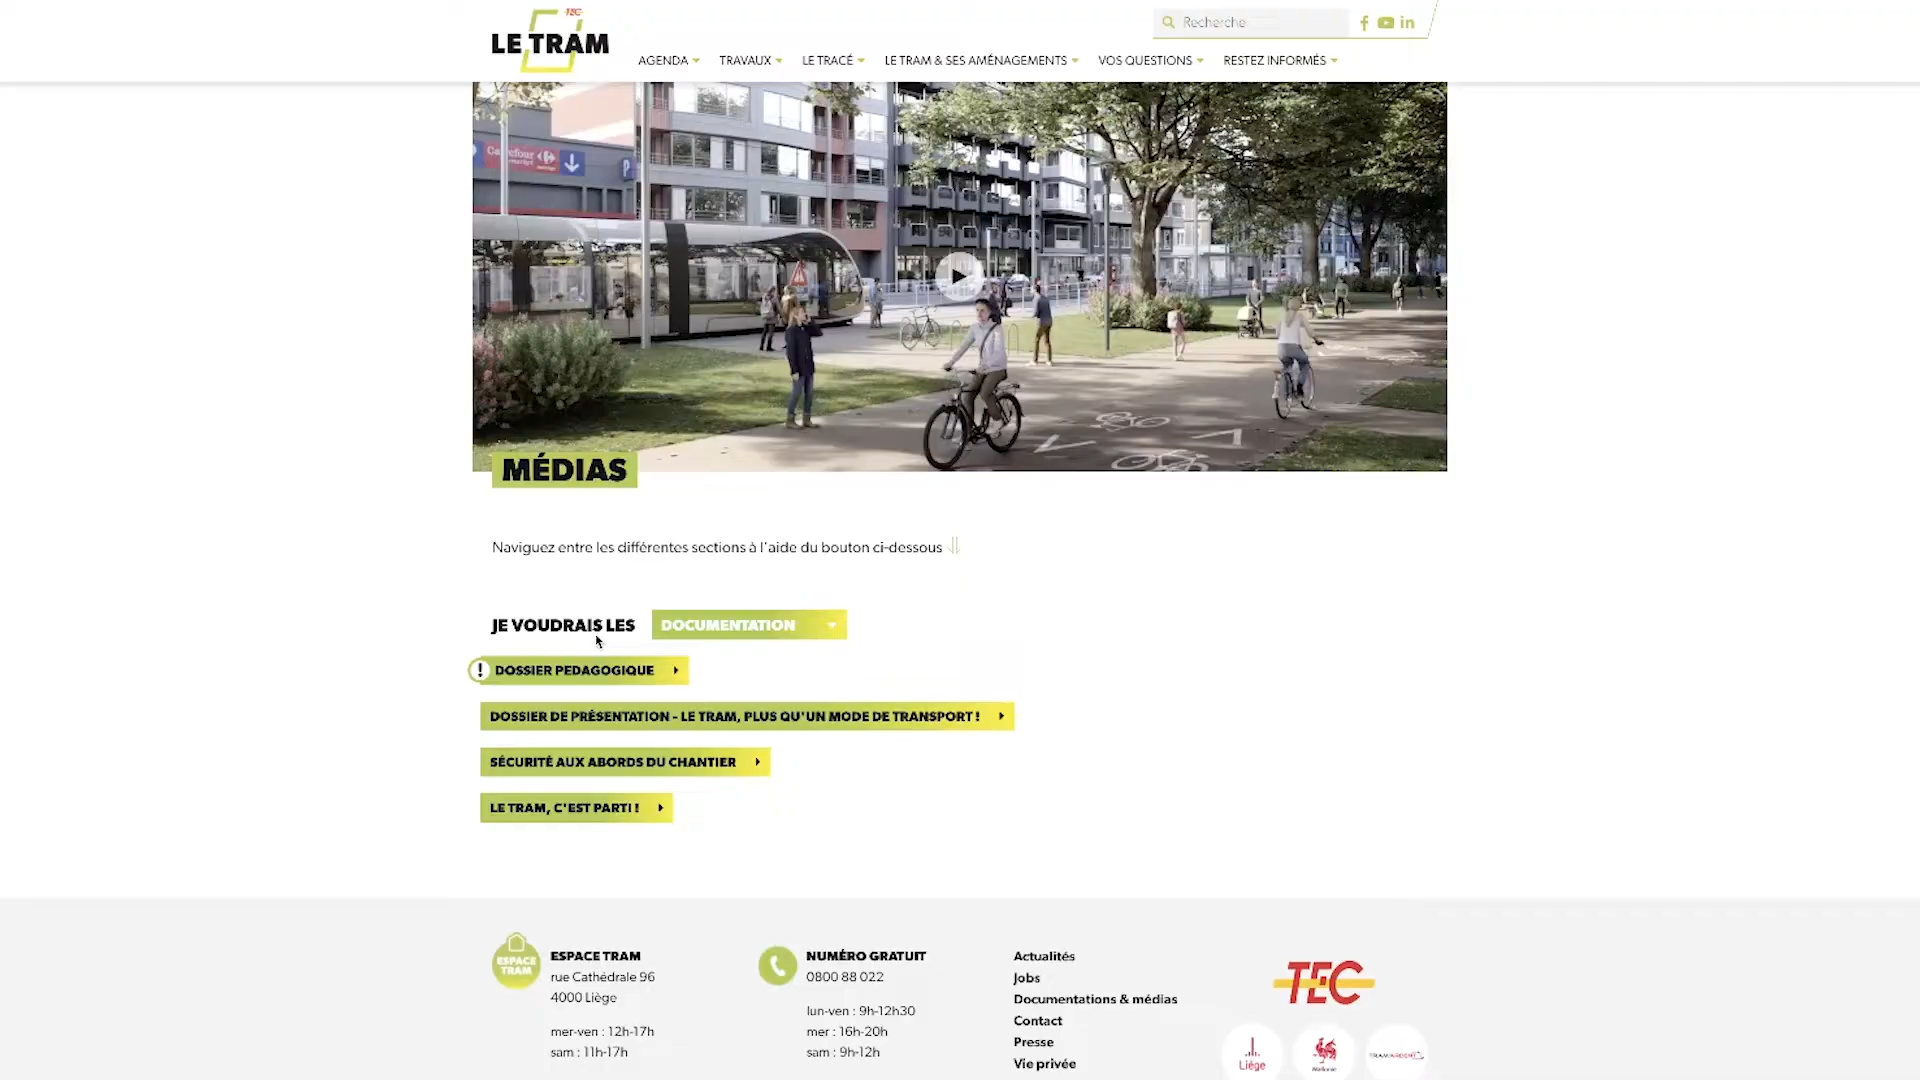 TEC
LE TRAM
Recherche
AGENDA
TRAVAUX
LE TRACÉ
LE TRAM & SES AMÉNAGEMENTS
VOS QUESTIONS
RESTEZ INFORMÉS
Carrefour
market
P
MÉDIAS
Naviguez entre les différentes sections à l'aide du bouton ci-dessous
JE VOUDRAIS LES
DOCUMENTATION
! DOSSIER PEDAGOGIQUE
DOSSIER DE PRÉSENTATION - LE TRAM, PLUS QU'UN MODE DE TRANSPORT !
SÉCURITÉ AUX ABORDS DU CHANTIER
LE TRAM, C'EST PARTI !
ESPACE
TRAM
ESPACE TRAM
rue Cathédrale 96
4000 Liège
mer-ven : 12h-17h
sam : 11h-17h
NUMÉRO GRATUIT
0800 88 022
lun-ven : 9h-12h30
mer : 16h-20h
sam : 9h-12h
Actualités
Jobs
Documentations & médias
Contact
Presse
Vie privée
TEC
Liège
Wallonie
TRAMARDENT